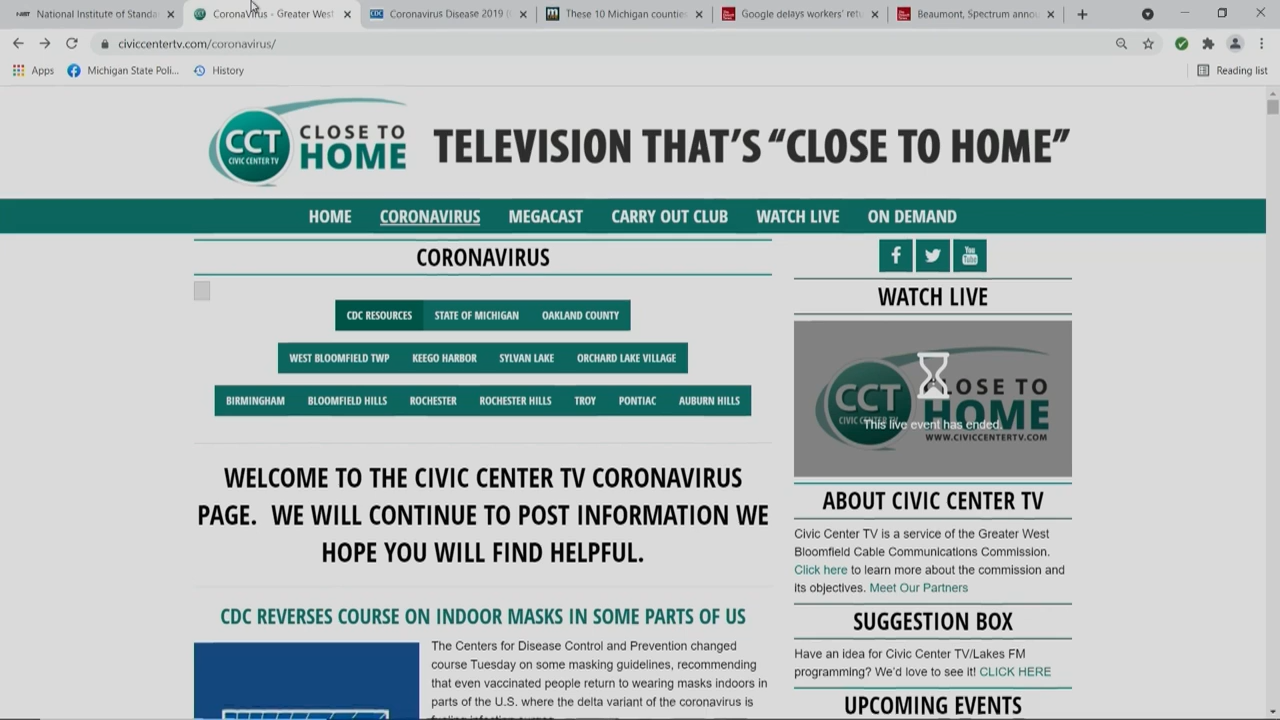 National Institute of Standa
Coronavirus - Greater West
Coronavirus Disease 2019 (
These 10 Michigan counties
Google delays workers' retu
Beaumont, Spectrum annou
civiccentertv.com/coronavirus/
Apps
Michigan State Poli...
History
Reading list
CCT
CIVIC CENTER TV
CLOSE TO
HOME
TELEVISION THAT'S “CLOSE TO HOME”
HOME
CORONAVIRUS
MEGACAST
CARRY OUT CLUB
WATCH LIVE
ON DEMAND
CORONAVIRUS
CDC RESOURCES
STATE OF MICHIGAN
OAKLAND COUNTY
WEST BLOOMFIELD TWP
KEEGO HARBOR
SYLVAN LAKE
ORCHARD LAKE VILLAGE
BIRMINGHAM
BLOOMFIELD HILLS
ROCHESTER
ROCHESTER HILLS
TROY
PONTIAC
AUBURN HILLS
WELCOME TO THE CIVIC CENTER TV CORONAVIRUS
PAGE. WE WILL CONTINUE TO POST INFORMATION WE
HOPE YOU WILL FIND HELPFUL.
CDC REVERSES COURSE ON INDOOR MASKS IN SOME PARTS OF US
The Centers for Disease Control and Prevention changed
course Tuesday on some masking guidelines, recommending
that even vaccinated people return to wearing masks indoors in
parts of the U.S. where the delta variant of the coronavirus is
You Tube
WATCH LIVE
CCT
CIVIC CENTER TV
CLOSE TO
HOME
This live event has ended.
WWW.CIVICCENTERTV.COM
ABOUT CIVIC CENTER TV
Civic Center TV is a service of the Greater West
Bloomfield Cable Communications Commission.
Click here to learn more about the commission and
its objectives. Meet Our Partners
SUGGESTION BOX
Have an idea for Civic Center TV/Lakes FM
programming? We'd love to see it! CLICK HERE
UPCOMING EVENTS